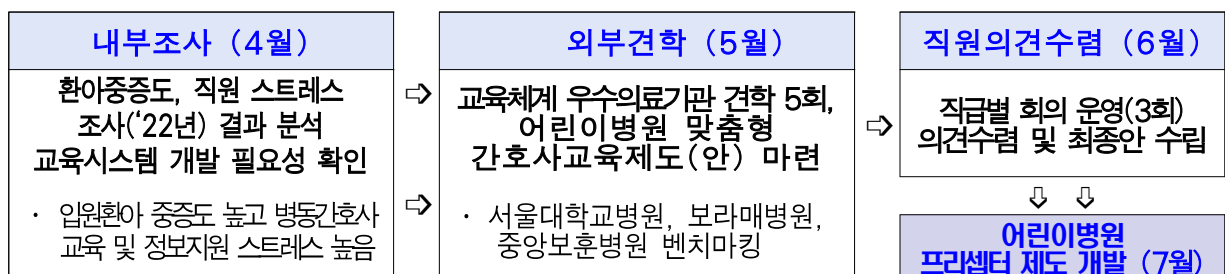 내부조사 (4월)
환아중증도, 직원 스트레스
조사(‘22년) 결과 분석
교육시스템 개발 필요성 확인
· 입원환아 중증도 높고 병동간호사
교육 및 정보지원 스트레스 높음
⇨
⇨
외부견학 (5월)
교육체계 우수의료기관 견학 5회,
어린이병원 맞춤형
간호사교육제도(안) 마련
· 서울대학교병원, 보라매병원,
중앙보훈병원 벤치마킹
⇨
직원의견수렴 (6월)
직급별 회의 운영(3회)
의견수렴 및 최종안 수립
⇩ ⇩
어린이병원
프리셉터 제도 개발 (7월)